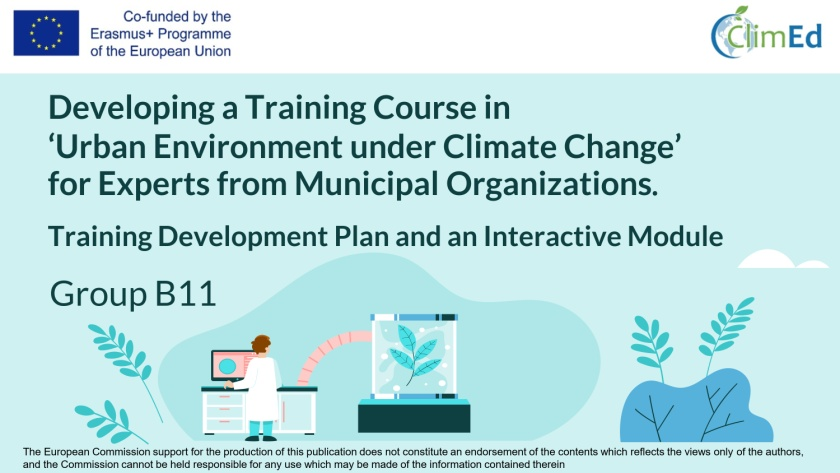 Co-funded by the
Erasmus+ Programme
of the European Union
ClimEd
Developing a Training Course in
‘Urban Environment under Climate Change’
for Experts from Municipal Organizations.
Training Development Plan and an Interactive Module
Group B11
The European Commission support for the production of this publication does not constitute an endorsement of the contents which reflects the views only of the authors,
and the Commission cannot be held responsible for any use which may be made of the information contained therein